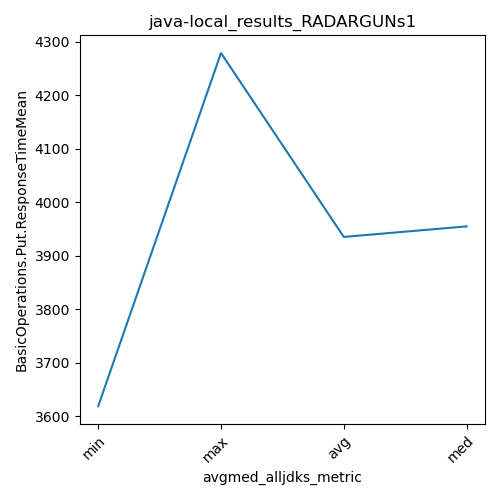 java-local_results_RADARGUNs1
BasicOperations.Put.ResponseTimeMean
4300
4200
4100
4000
3900
3800
3700
3600
min
max
avg
med
avgmed_alljdks_metric